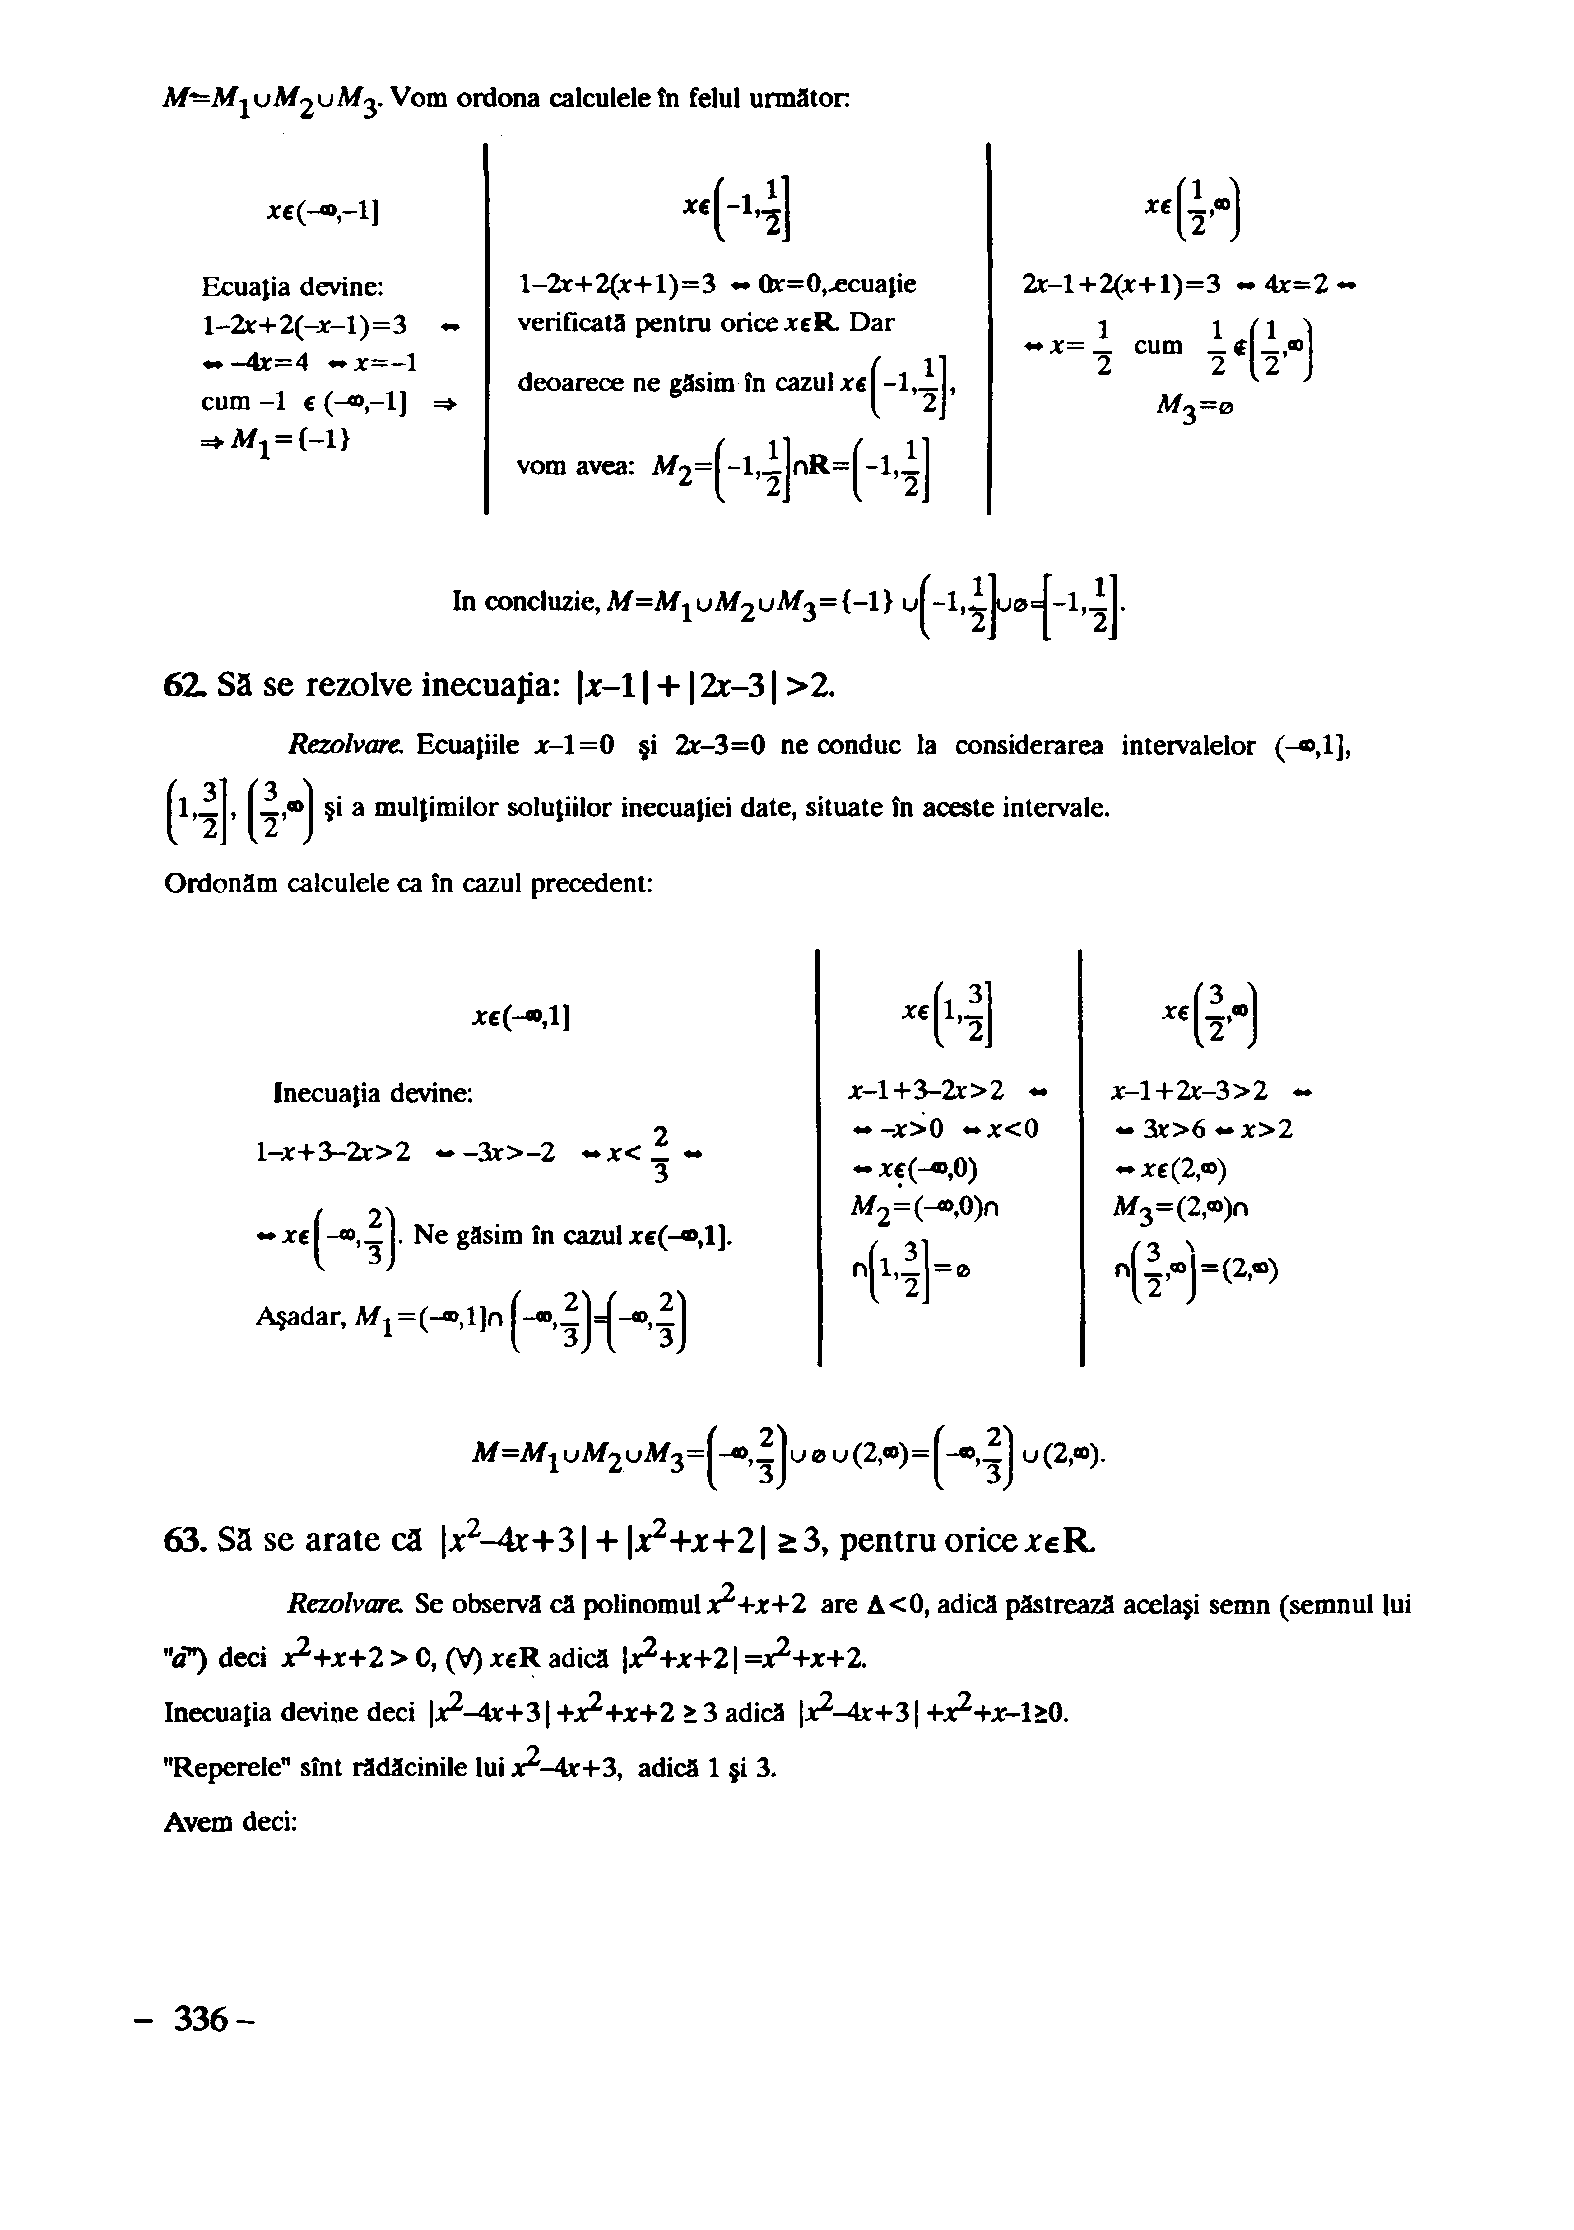 M=M₁∪M₂∪M₃. Vom ordona calculele în felul următor:
x∈(-∞,-1]
Ecuaţia devine:
1-2x+2(-x-1)=3 ⇔
⇔ -4x=4 ⇔ x=-1
cum -1 ∈ (-∞,-1] ⇒
⇒ M₁={-1}
x∈(-1,1/2]
1-2x+2(x+1)=3 ⇔ 0x=0, ecuaţie
verificată pentru orice x∈R. Dar
deoarece ne găsim în cazul x∈(-1,1/2],
vom avea: M₂=(-1,1/2]∩R=(-1,1/2]
x∈(1/2,∞)
2x-1+2(x+1)=3 ⇔ 4x=2 ⇔
⇔ x=1/2 cum 1/2 ∉(1/2,∞)
M₃=∅
In concluzie, M=M₁∪M₂∪M₃={-1} ∪(-1,1/2]∪∅=[-1,1/2].
62. Să se rezolve inecuaţia: |x-1|+|2x-3|>2.
Rezolvare. Ecuaţiile x-1=0 şi 2x-3=0 ne conduc la considerarea intervalelor (-∞,1],
(1,3/2], (3/2,∞) şi a mulţimilor soluţiilor inecuaţiei date, situate în aceste intervale.
Ordonăm calculele ca în cazul precedent:
x∈(-∞,1]
Inecuaţia devine:
1-x+3-2x>2 ⇔ -3x>-2 ⇔ x<2/3 ⇔
⇔ x∈(-∞,2/3). Ne găsim în cazul x∈(-∞,1].
Aşadar, M₁=(-∞,1]∩(-∞,2/3)=(-∞,2/3)
x∈(1,3/2]
x-1+3-2x>2 ⇔
⇔ -x>0 ⇔ x<0
⇔ x∈(-∞,0)
M₂=(-∞,0)∩
∩(1,3/2]=∅
x∈(3/2,∞)
x-1+2x-3>2 ⇔
⇔ 3x>6 ⇔ x>2
⇔ x∈(2,∞)
M₃=(2,∞)∩
∩(3/2,∞)=(2,∞)
M=M₁∪M₂∪M₃=(-∞,2/3)∪∅∪(2,∞)=(-∞,2/3)∪(2,∞).
63. Să se arate că |x²-4x+3|+|x²+x+2| ≥3, pentru orice x∈R.
Rezolvare. Se observă că polinomul x²+x+2 are Δ<0, adică păstrează acelaşi semn (semnul lui
"a") deci x²+x+2 > 0, (∀) x∈R adică |x²+x+2|=x²+x+2.
Inecuaţia devine deci |x²-4x+3|+x²+x+2 ≥ 3 adică |x²-4x+3|+x²+x-1≥0.
"Reperele" sînt rădăcinile lui x²-4x+3, adică 1 şi 3.
Avem deci:
- 336 -